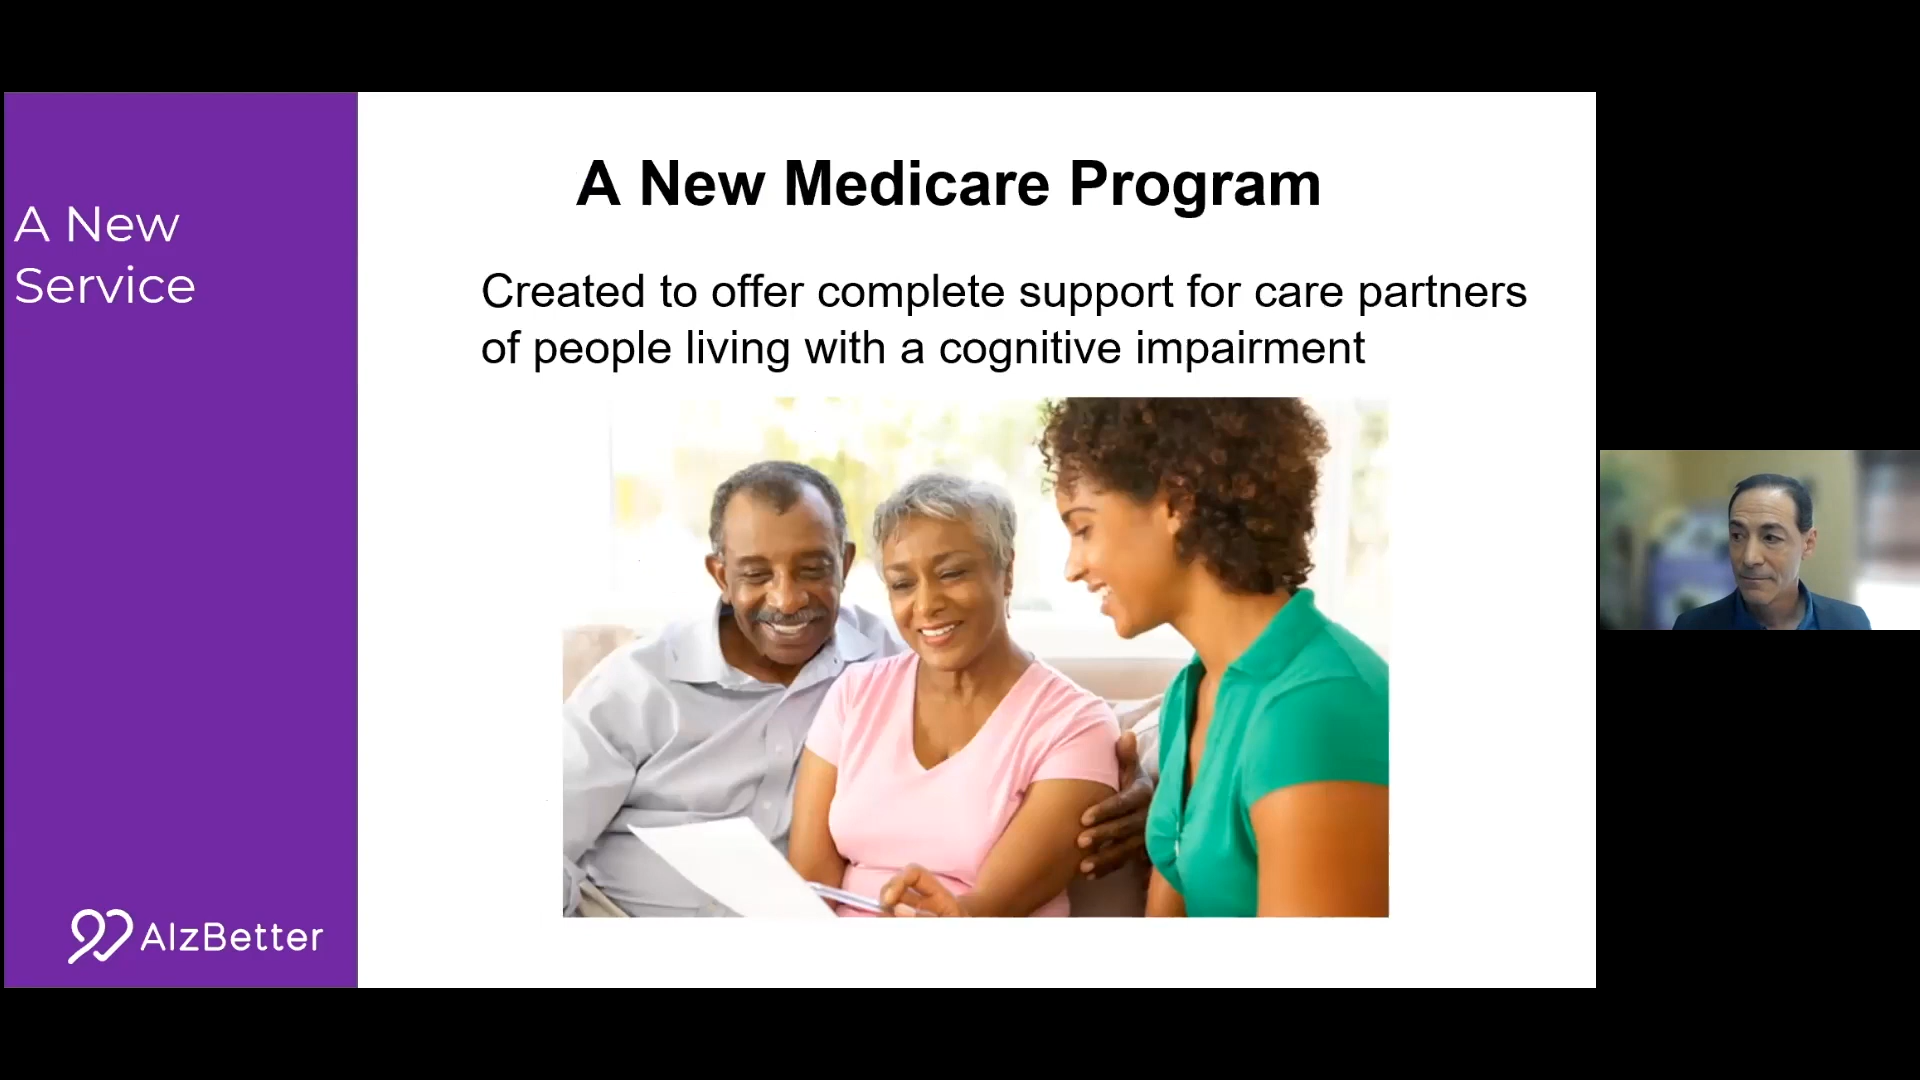 A New
Service
A New Medicare Program
Created to offer complete support for care partners
of people living with a cognitive impairment
AlzBetter